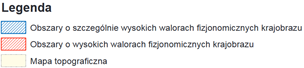 Legenda
Obszary o szczególnie wysokich walorach fizjonomicznych krajobrazu
Obszary o wysokich walorach fizjonomicznych krajobrazu
Mapa topograficzna